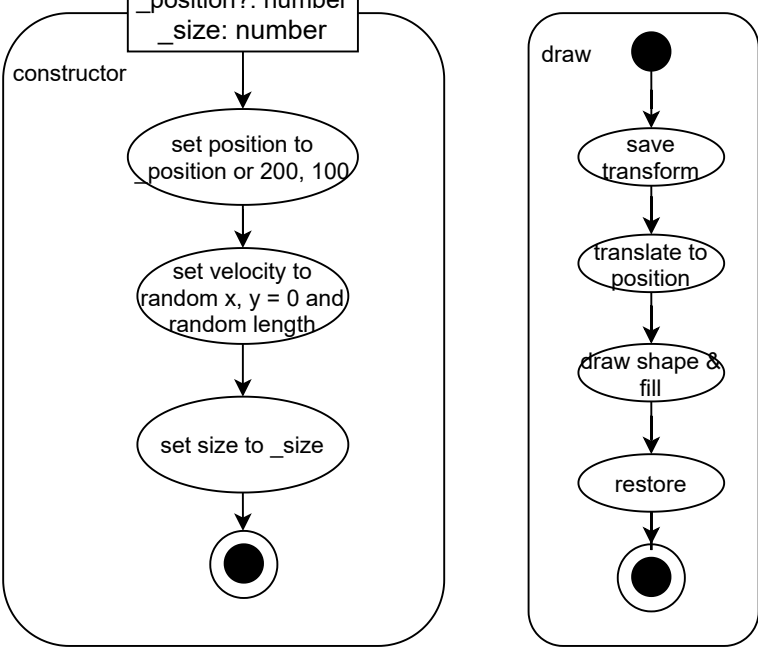 _position?: number
_size: number
constructor
set position to
_position or 200, 100
set velocity to
random x, y = 0 and
random length
set size to _size
draw
save
transform
translate to
position
draw shape &
fill
restore